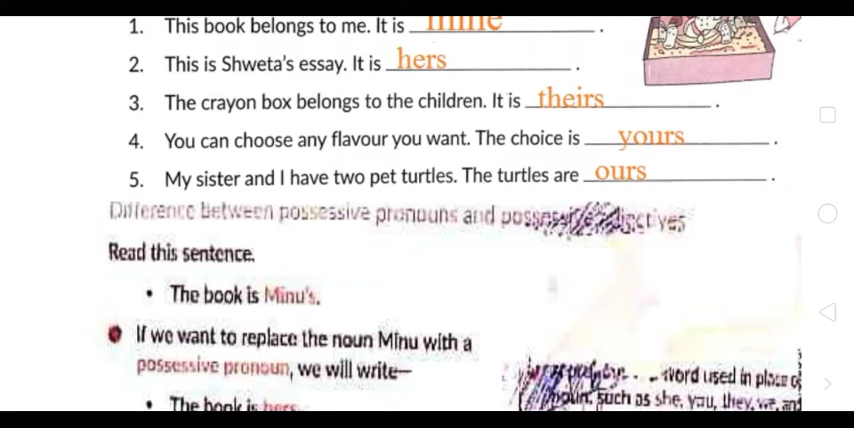 1. This book belongs to me. It is mine.
2. This is Shweta's essay. It is hers.
3. The crayon box belongs to the children. It is theirs.
4. You can choose any flavour you want. The choice is yours.
5. My sister and I have two pet turtles. The turtles are ours.
Difference between possessive pronouns and possessive adjectives
Read this sentence.
• The book is Minu's.
If we want to replace the noun Minu with a
possessive pronoun, we will write—
word used in place of
noun, such as she, you, they, we, and
• The book is hers